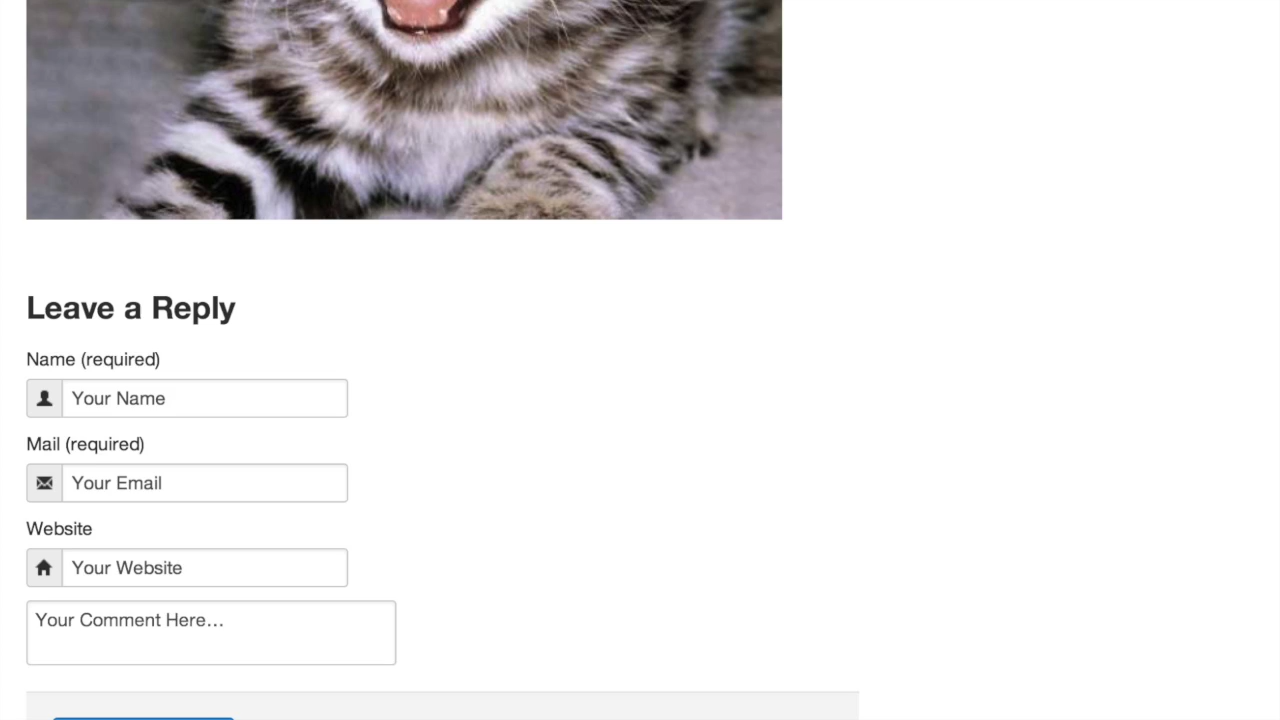 Leave a Reply
Name (required)
Your Name
Mail (required)
Your Email
Website
Your Website
Your Comment Here...